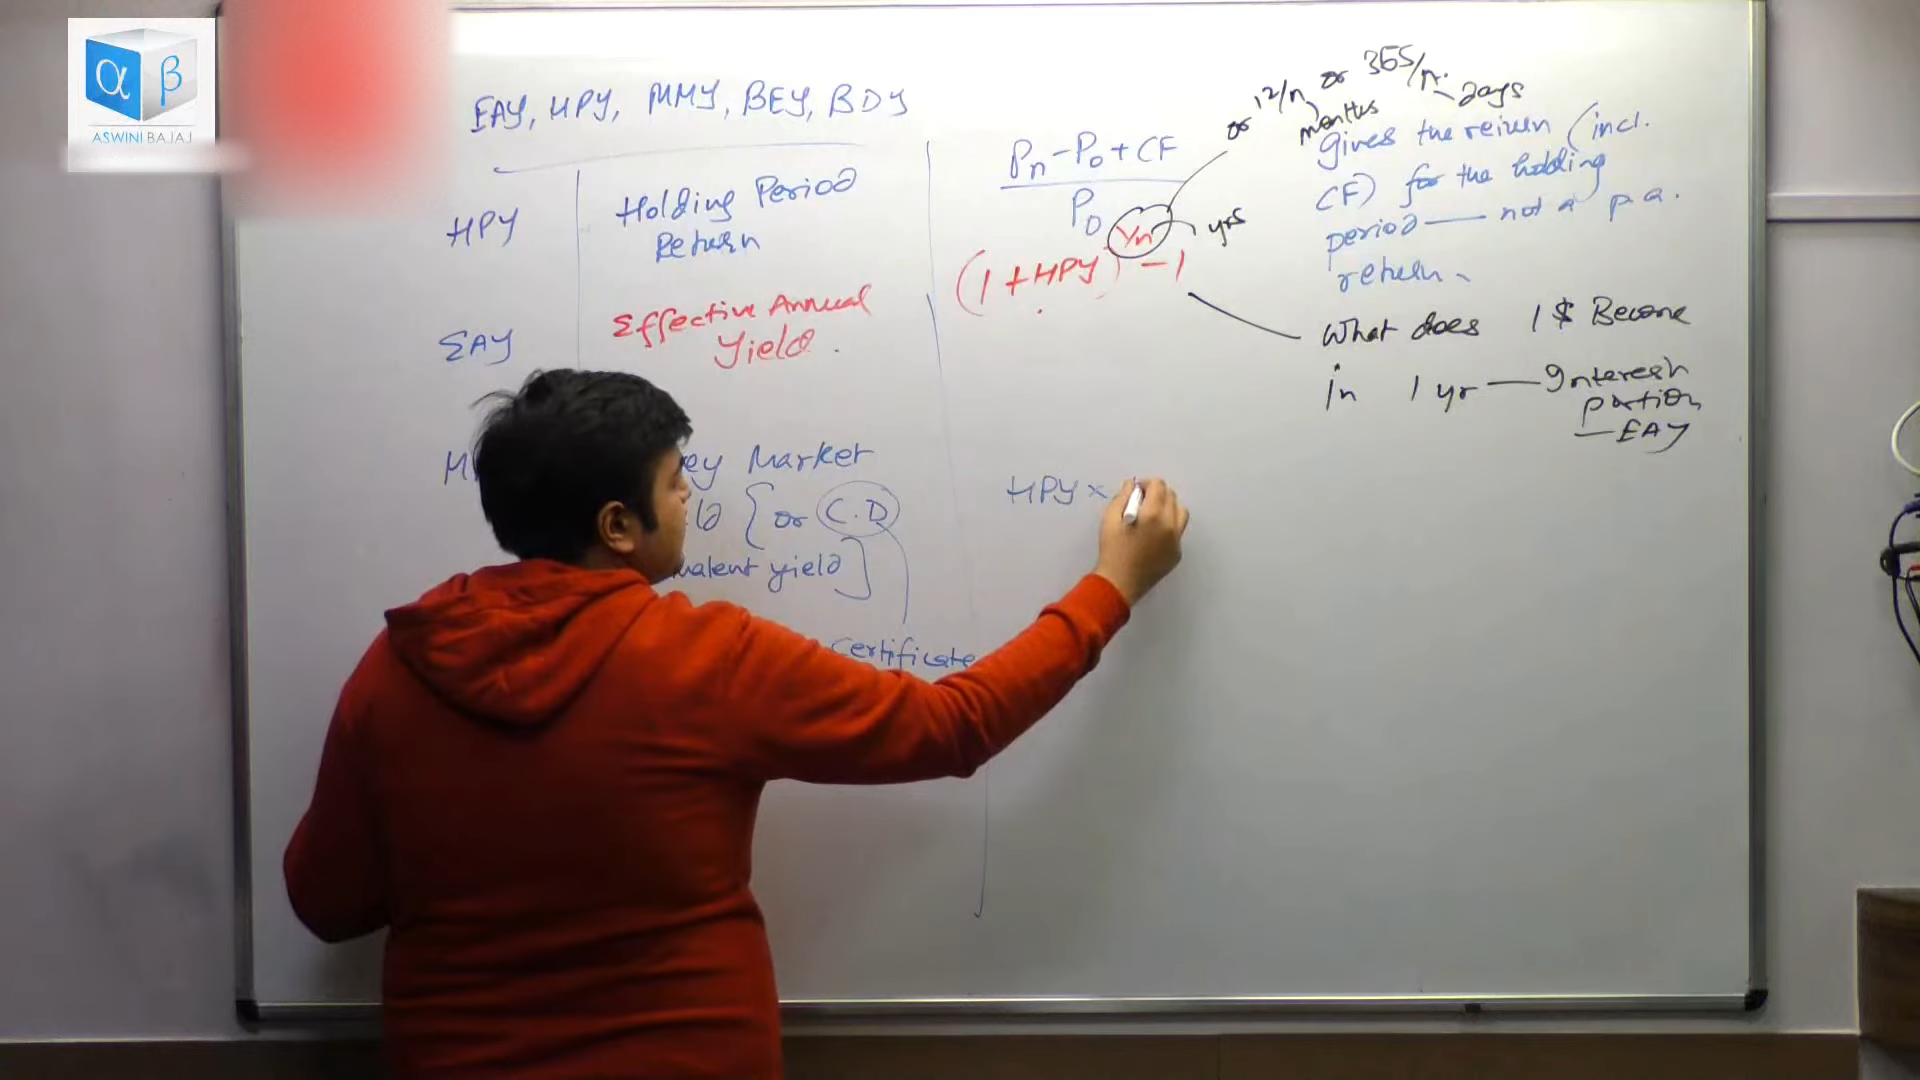 α β
ASWINI BAJAJ
EAY, HPY, MMY, BEY, BDY
HPY
Holding Period
Return
Pn - P0 + CF
P0
or 12/n or 365/n
months
days
gives the return (incl.
CF) for the holding
period — not a p.a.
return
EAY
Effective Annual
Yield.
(1 + HPY)^1/n - 1
yrs
What does 1 $ Become
in 1 yr — Interest
portion
— EAY
Market
{ or C.D
yield }
Certificate
HPY ×